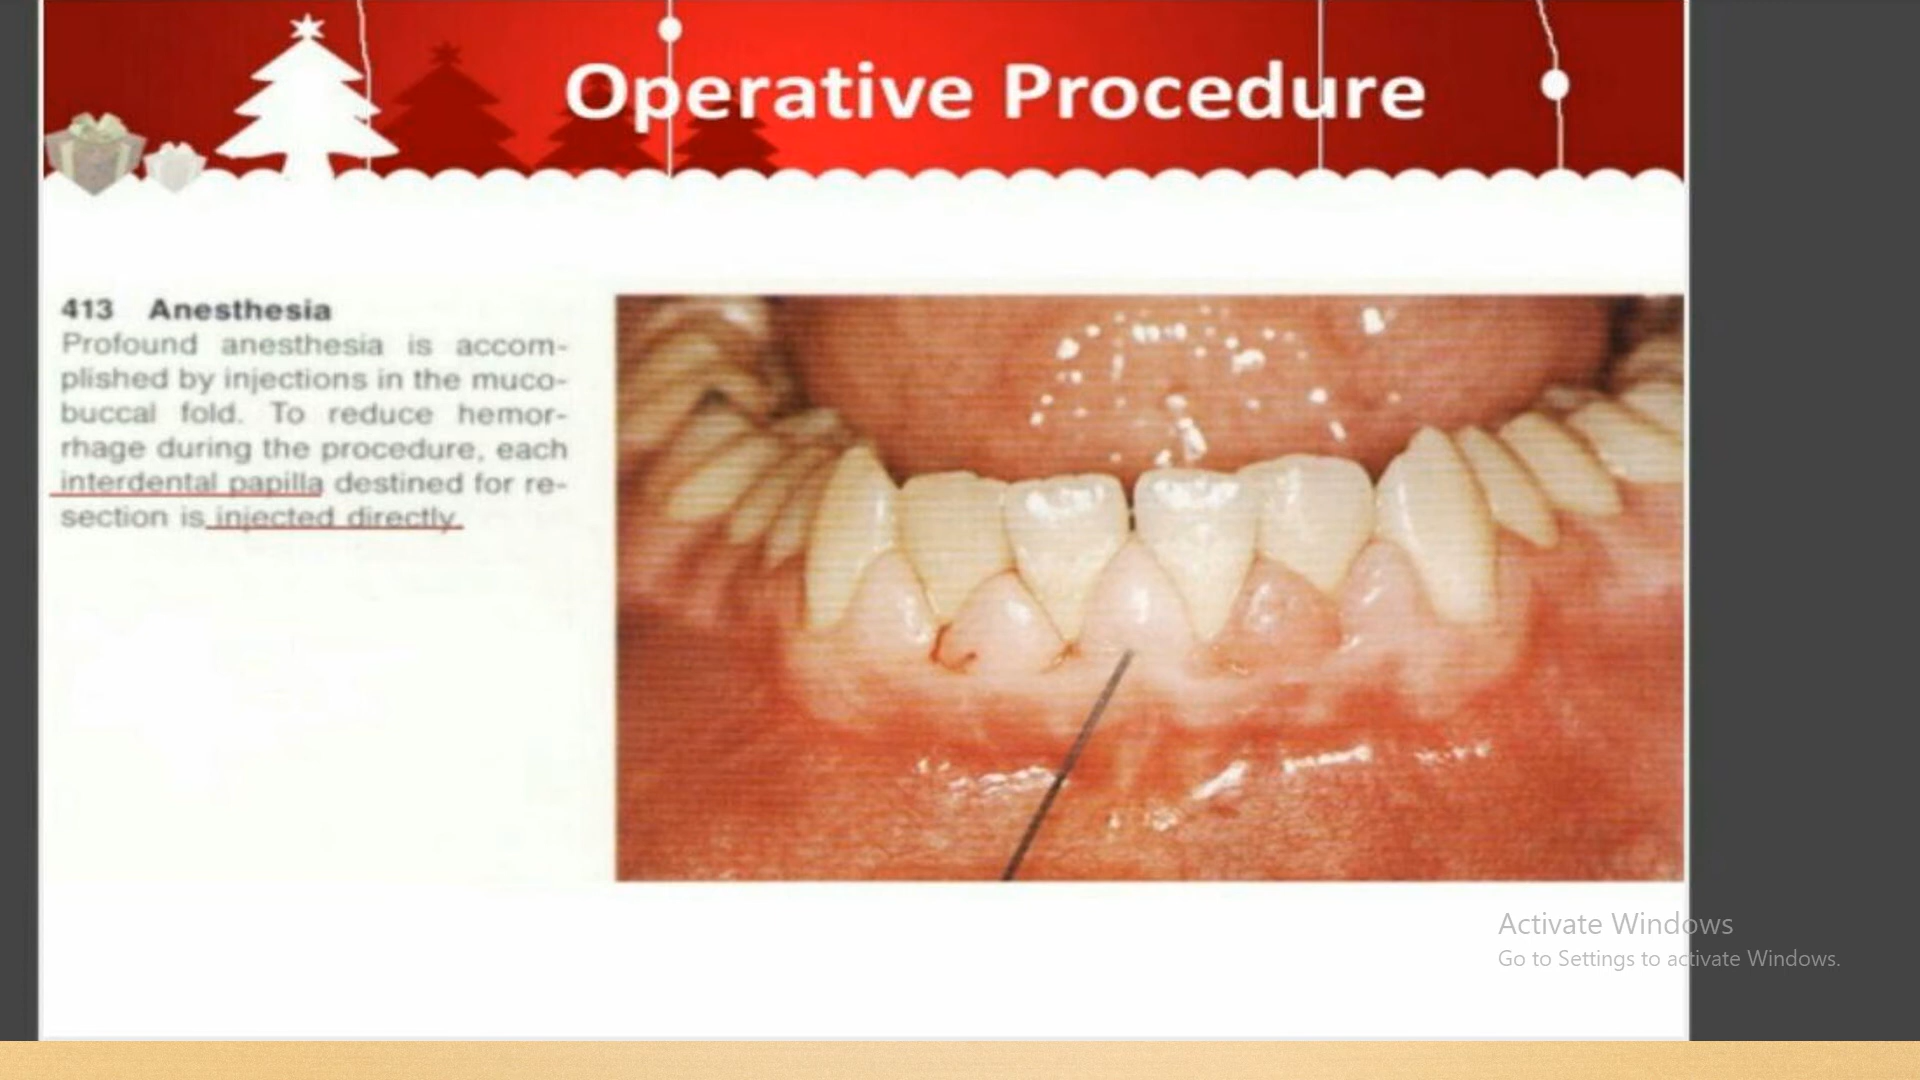 Operative Procedure
413 Anesthesia
Profound anesthesia is accom-
plished by injections in the muco-
buccal fold. To reduce hemor-
rhage during the procedure, each
interdental papilla destined for re-
section is injected directly.
Activate Windows
Go to Settings to activate Windows.